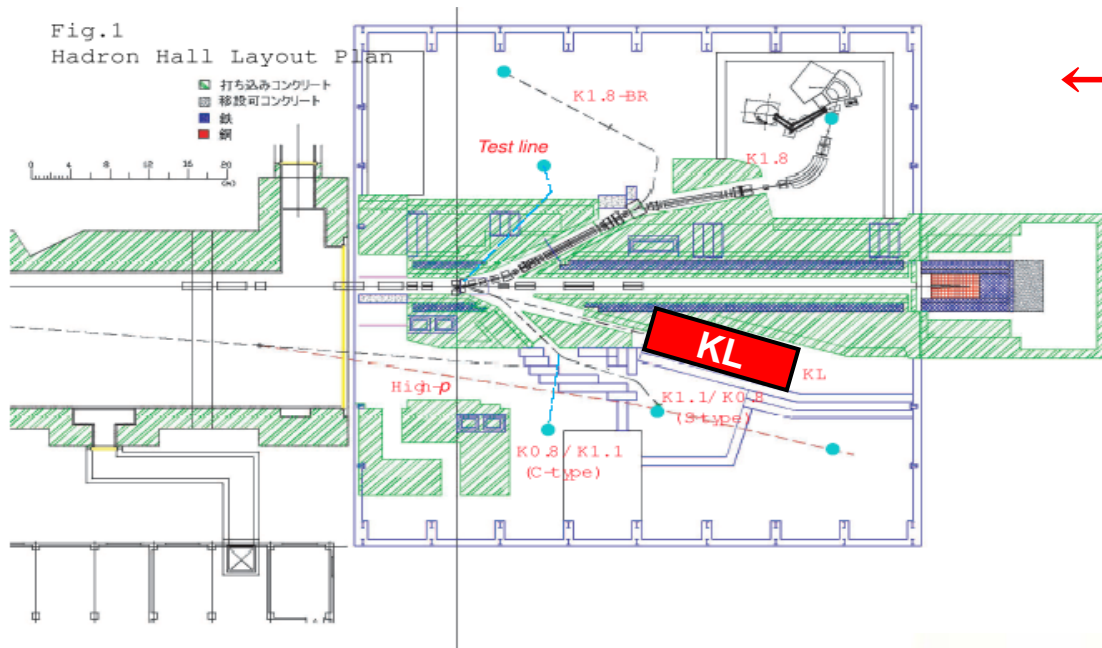 Fig.1
Hadron Hall Layout Plan
打ち込みコンクリート
移設可コンクリート
鉄
銅
0 4 8 12 16 20
(m)
K1.8-BR
Test line
K1.8
KL
KL
High-p
K1.1/K0.8
(S-type)
K0.8/K1.1
(C-type)